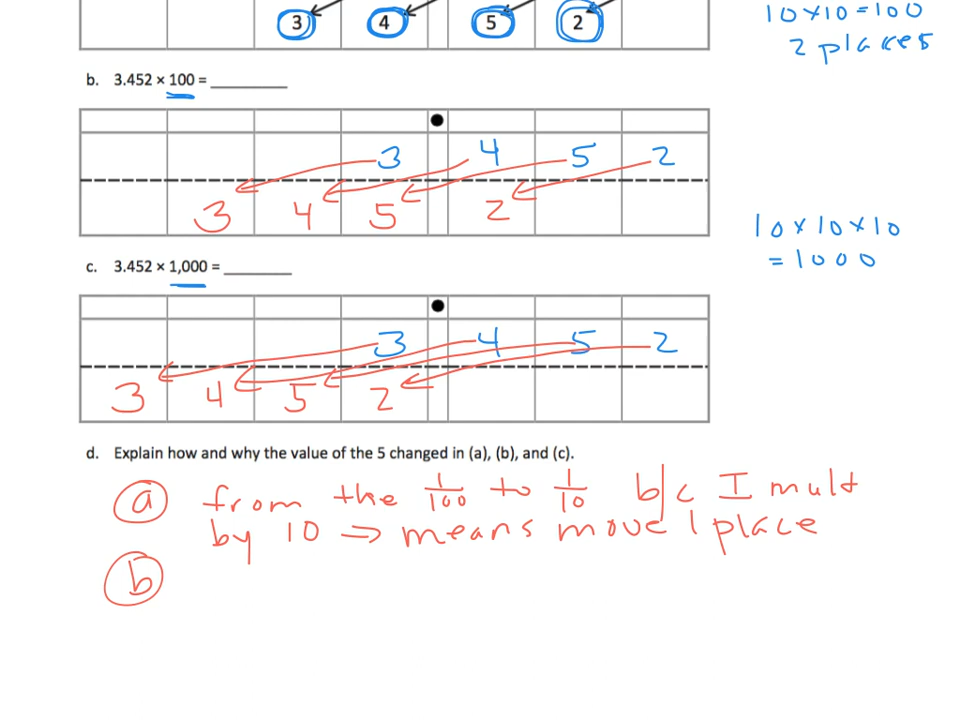 3 4 5 2
10 × 10 = 100
2 places
b. 3.452 × 100 = ________
3 4 5 2
3 4 5 2
10 × 10 × 10
= 1000
c. 3.452 × 1,000 = ________
3 4 5 2
3 4 5 2
d. Explain how and why the value of the 5 changed in (a), (b), and (c).
a from the 1/100 to 1/10 b/c I mult
by 10 → means move 1 place
b